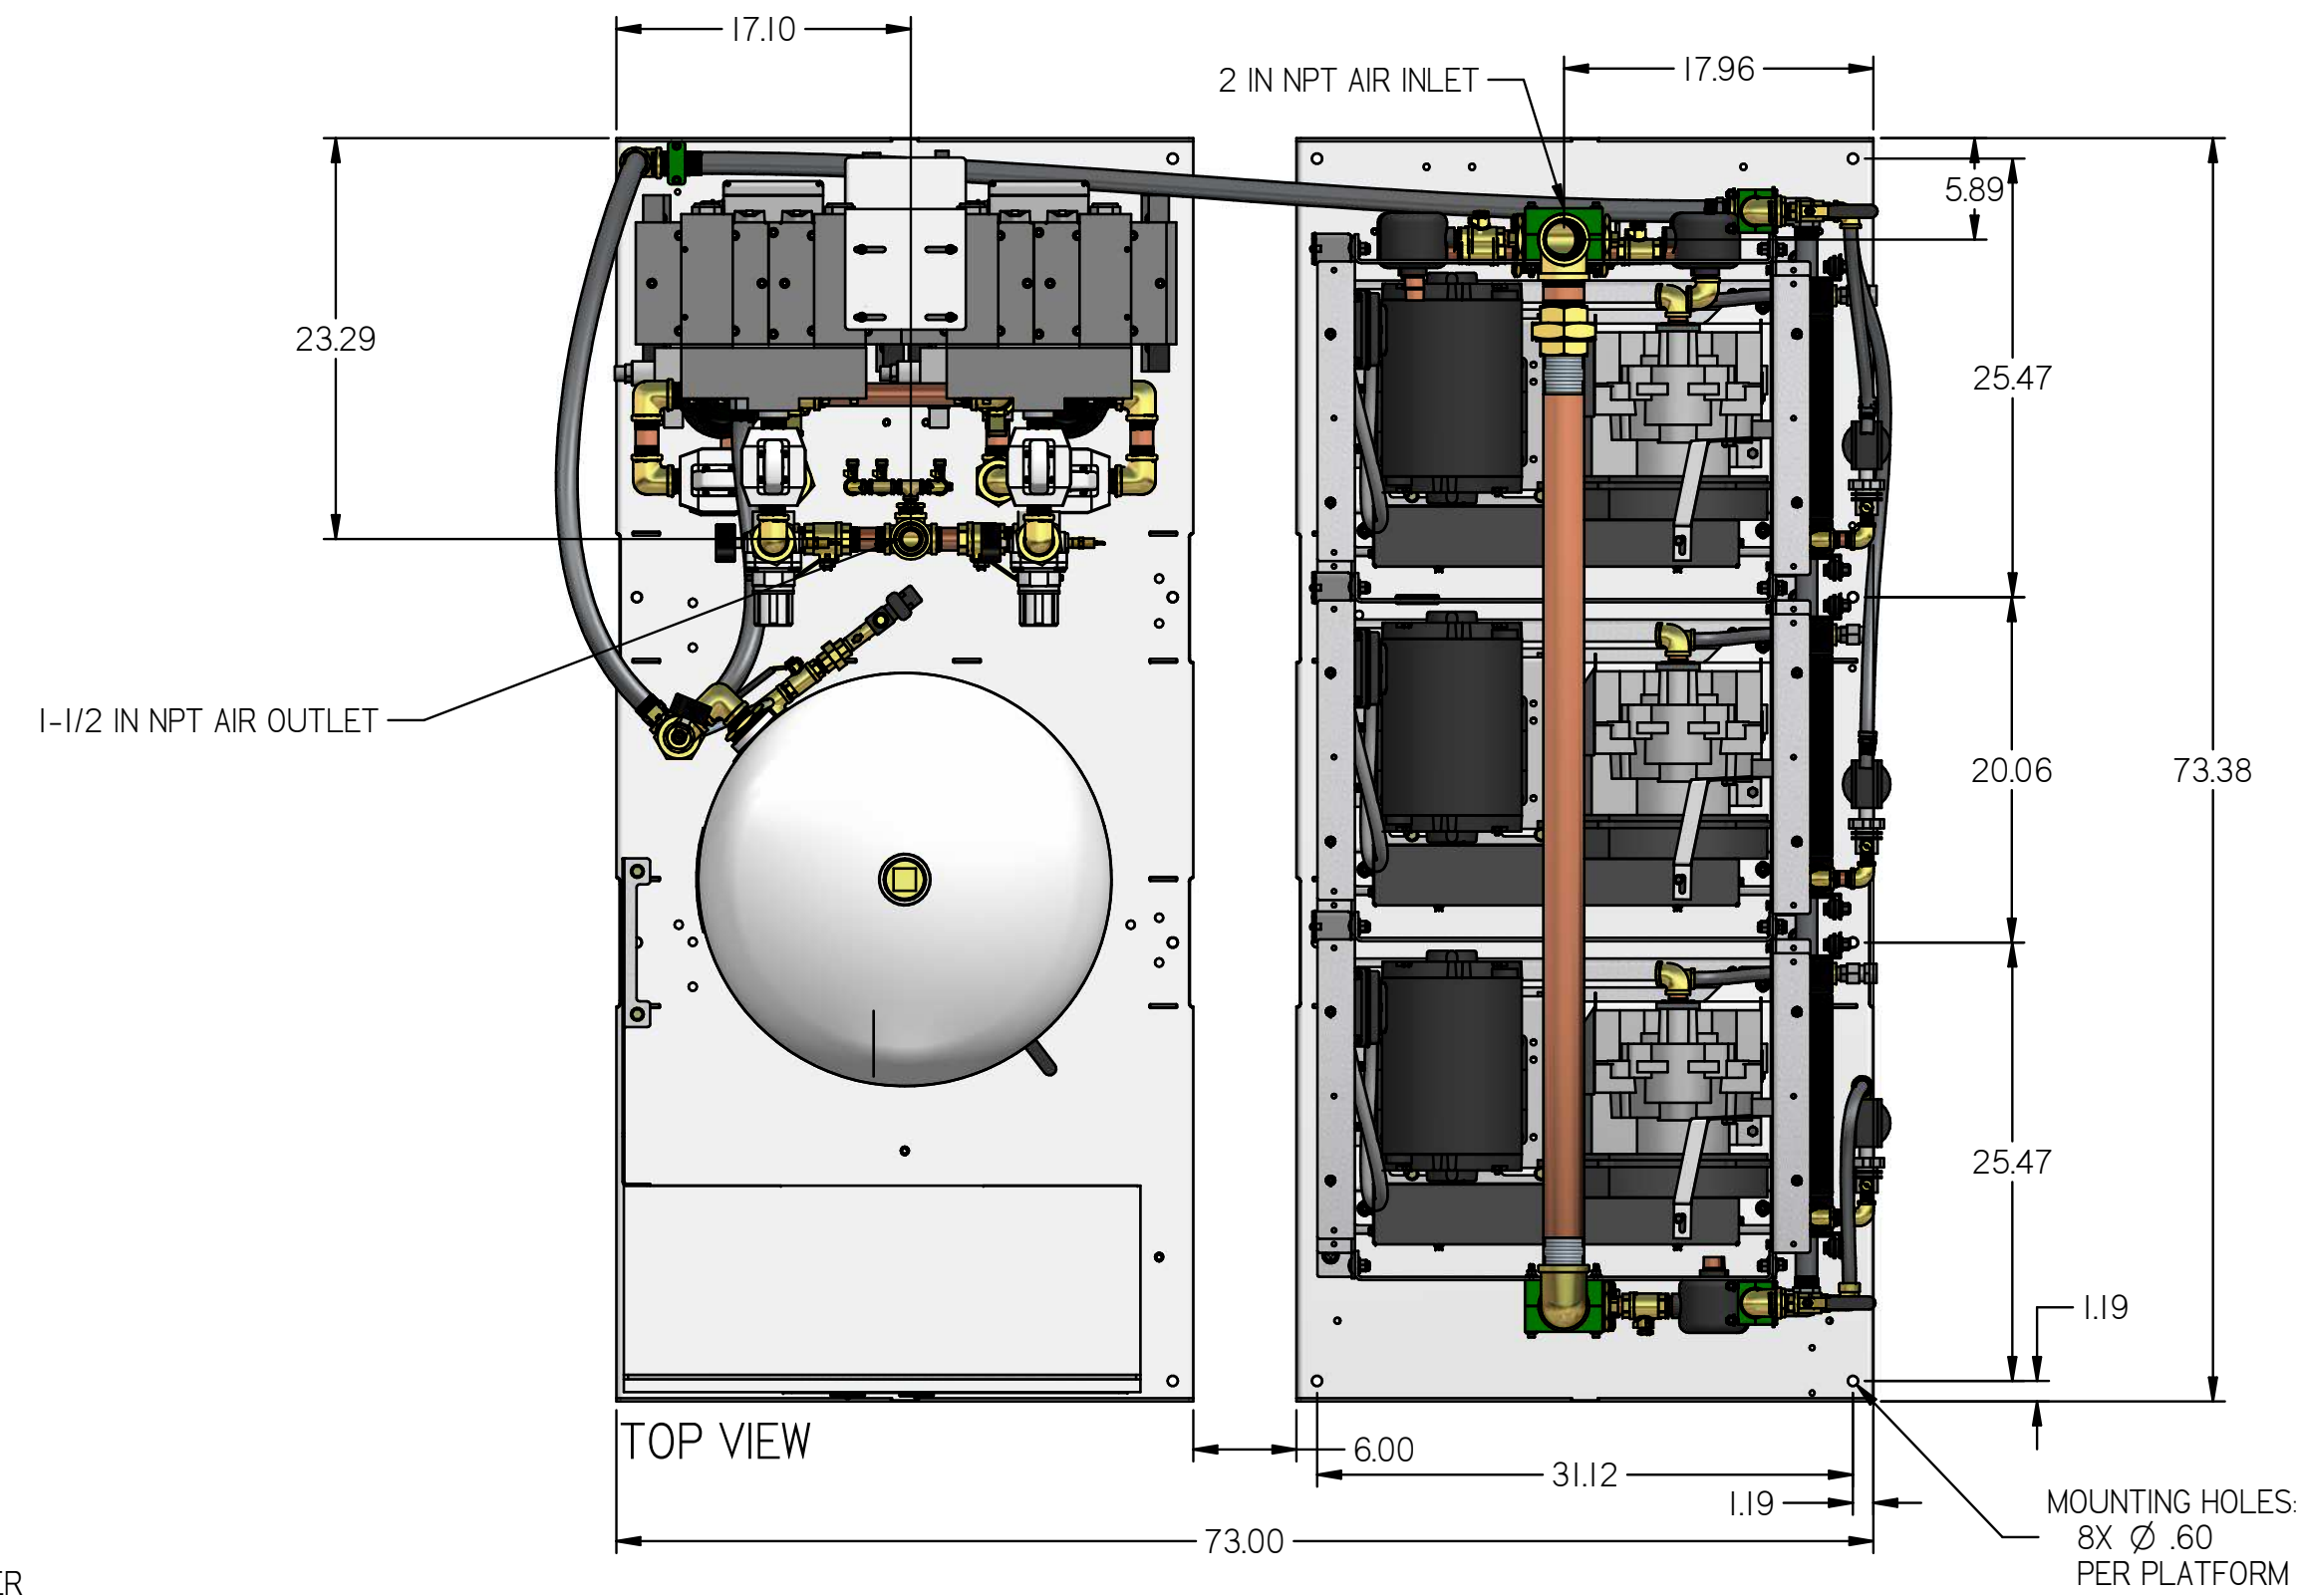 17.10
2 IN NPT AIR INLET
17.96
5.89
23.29
25.47
1-1/2 IN NPT AIR OUTLET
20.06
73.38
25.47
1.19
TOP VIEW
6.00
31.12
1.19
MOUNTING HOLES:
8X Ø .60
PER PLATFORM
73.00
ER